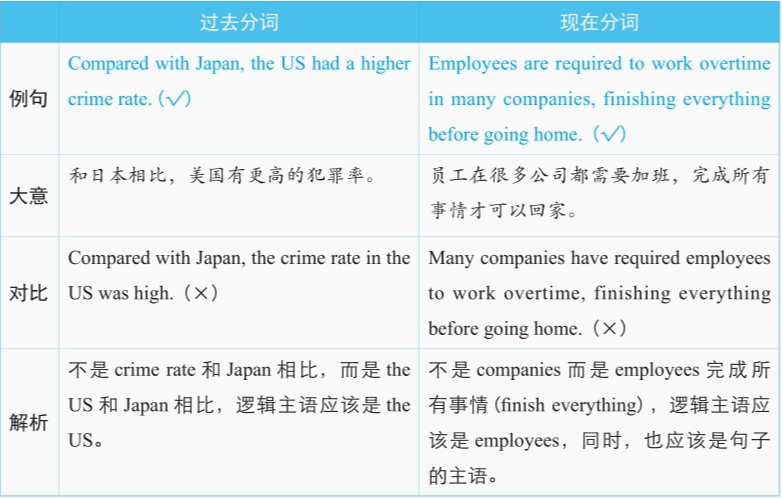 过去分词
现在分词
例句
Compared with Japan, the US had a higher
crime rate.（√）
Employees are required to work overtime
in many companies, finishing everything
before going home.（√）
大意
和日本相比，美国有更高的犯罪率。
员工在很多公司都需要加班，完成所有
事情才可以回家。
对比
Compared with Japan, the crime rate in the
US was high.（×）
Many companies have required employees
to work overtime, finishing everything
before going home.（×）
解析
不是 crime rate 和 Japan 相比，而是 the
US 和 Japan 相比，逻辑主语应该是 the
US。
不是 companies 而是 employees 完成所
有事情（finish everything），逻辑主语应
该是 employees，同时，也应该是句子
的主语。